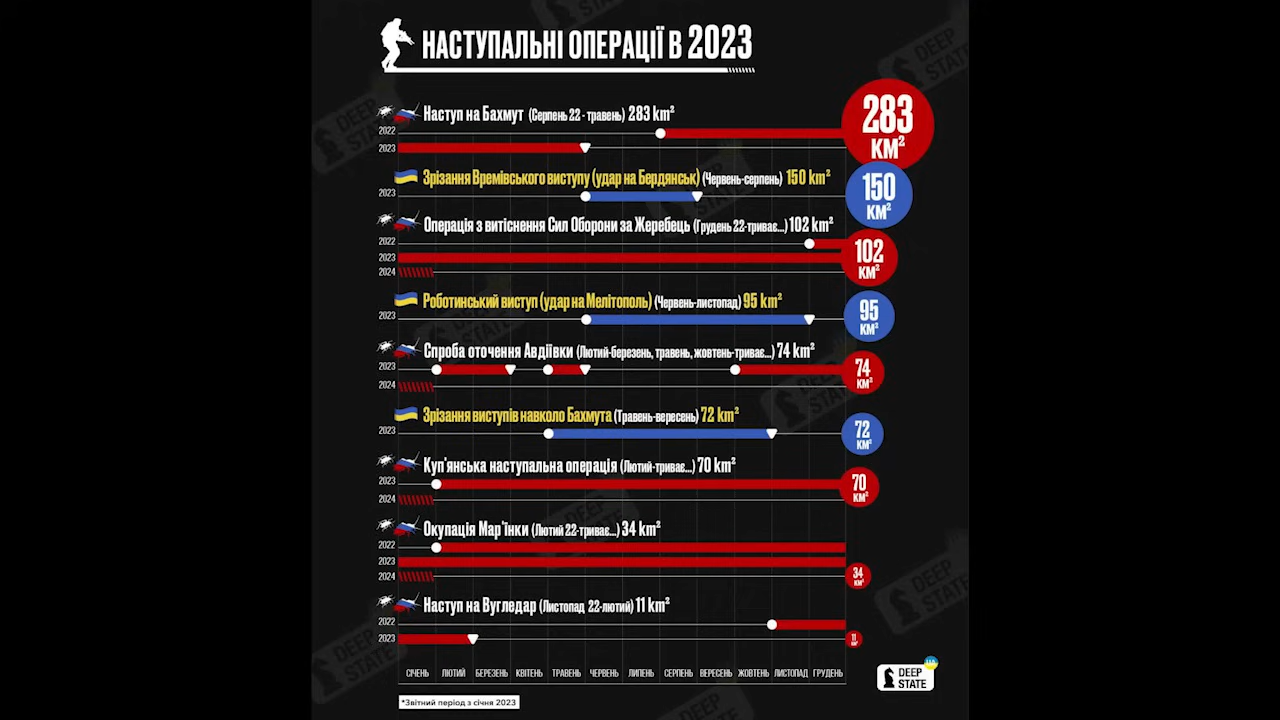 НАСТУПАЛЬНІ ОПЕРАЦІЇ В 2023
Наступ на Бахмут (Серпень 22 - травень) 283 km²
283 КМ²
2022
2023
Зрізання Времівського виступу (удар на Бердянськ) (Червень-серпень) 150 km²
150 КМ²
2023
Операція з витіснення Сил Оборони за Жеребець (Грудень 22-триває...) 102 km²
102 КМ²
2022
2023
2024
Роботинський виступ (удар на Мелітополь) (Червень-листопад) 95 km²
95 КМ²
2023
Спроба оточення Авдіївки (Лютий-березень, травень, жовтень-триває...) 74 km²
74 КМ²
2023
2024
Зрізання виступів навколо Бахмута (Травень-вересень) 72 km²
72 КМ²
2023
Куп'янська наступальна операція (Лютий-триває...) 70 km²
70 КМ²
2023
2024
Окупація Мар'їнки (Лютий 22-триває...) 34 km²
2022
2023
2024
34 КМ²
Наступ на Вугледар (Листопад 22-лютий) 11 km²
2022
2023
11 КМ²
СІЧЕНЬ ЛЮТИЙ БЕРЕЗЕНЬ КВІТЕНЬ ТРАВЕНЬ ЧЕРВЕНЬ ЛИПЕНЬ СЕРПЕНЬ ВЕРЕСЕНЬ ЖОВТЕНЬ ЛИСТОПАД ГРУДЕНЬ
DEEP
STATE
*Звітний період з січня 2023